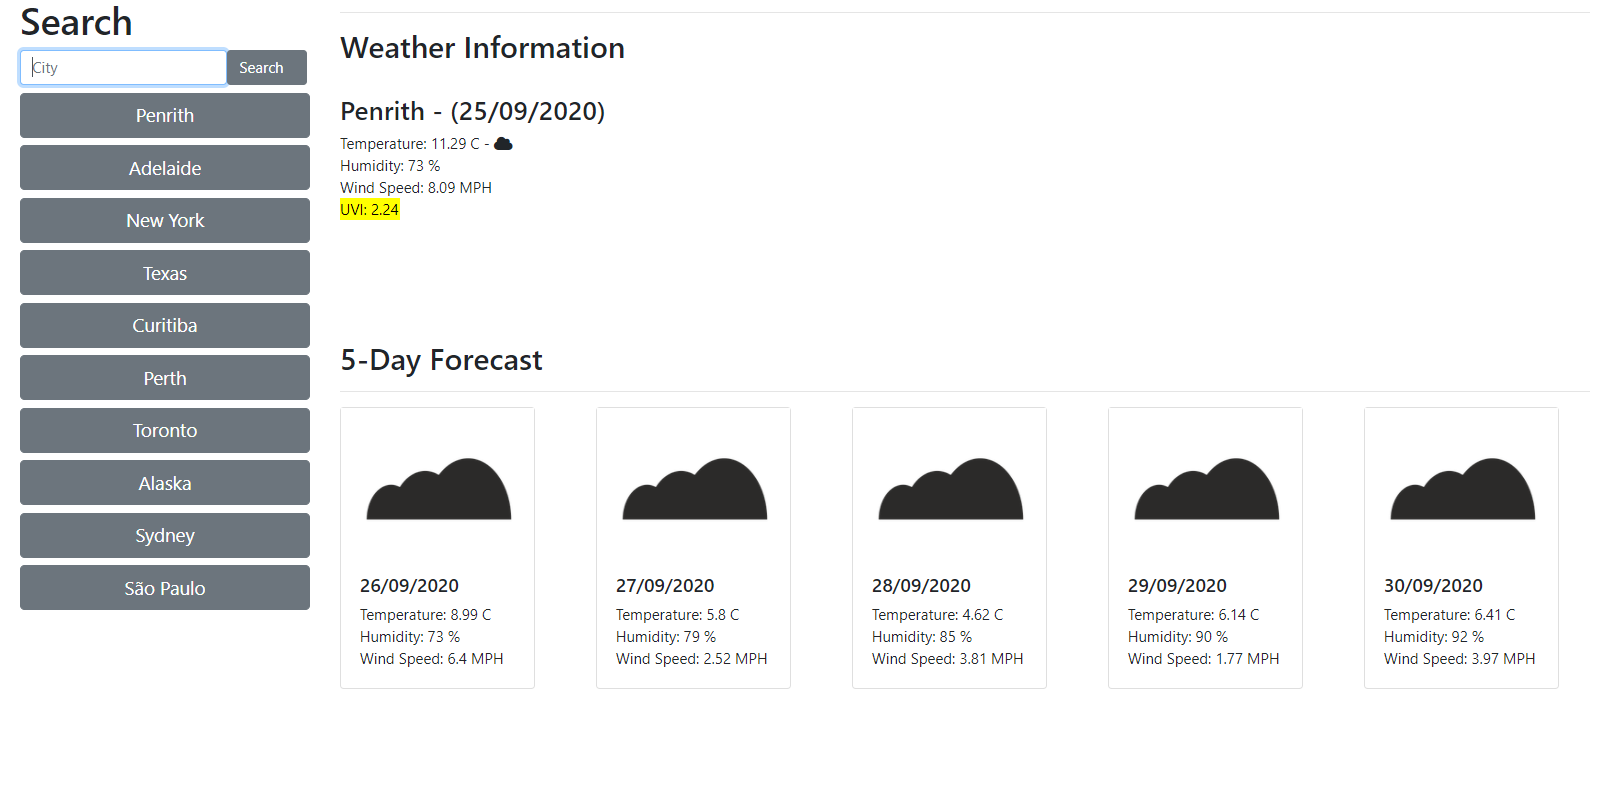 Search
City
Search
Penrith
Adelaide
New York
Texas
Curitiba
Perth
Toronto
Alaska
Sydney
São Paulo
Weather Information
Penrith - (25/09/2020)
Temperature: 11.29 C -
Humidity: 73 %
Wind Speed: 8.09 MPH
UVI: 2.24
5-Day Forecast
26/09/2020
Temperature: 8.99 C
Humidity: 73 %
Wind Speed: 6.4 MPH
27/09/2020
Temperature: 5.8 C
Humidity: 79 %
Wind Speed: 2.52 MPH
28/09/2020
Temperature: 4.62 C
Humidity: 85 %
Wind Speed: 3.81 MPH
29/09/2020
Temperature: 6.14 C
Humidity: 90 %
Wind Speed: 1.77 MPH
30/09/2020
Temperature: 6.41 C
Humidity: 92 %
Wind Speed: 3.97 MPH